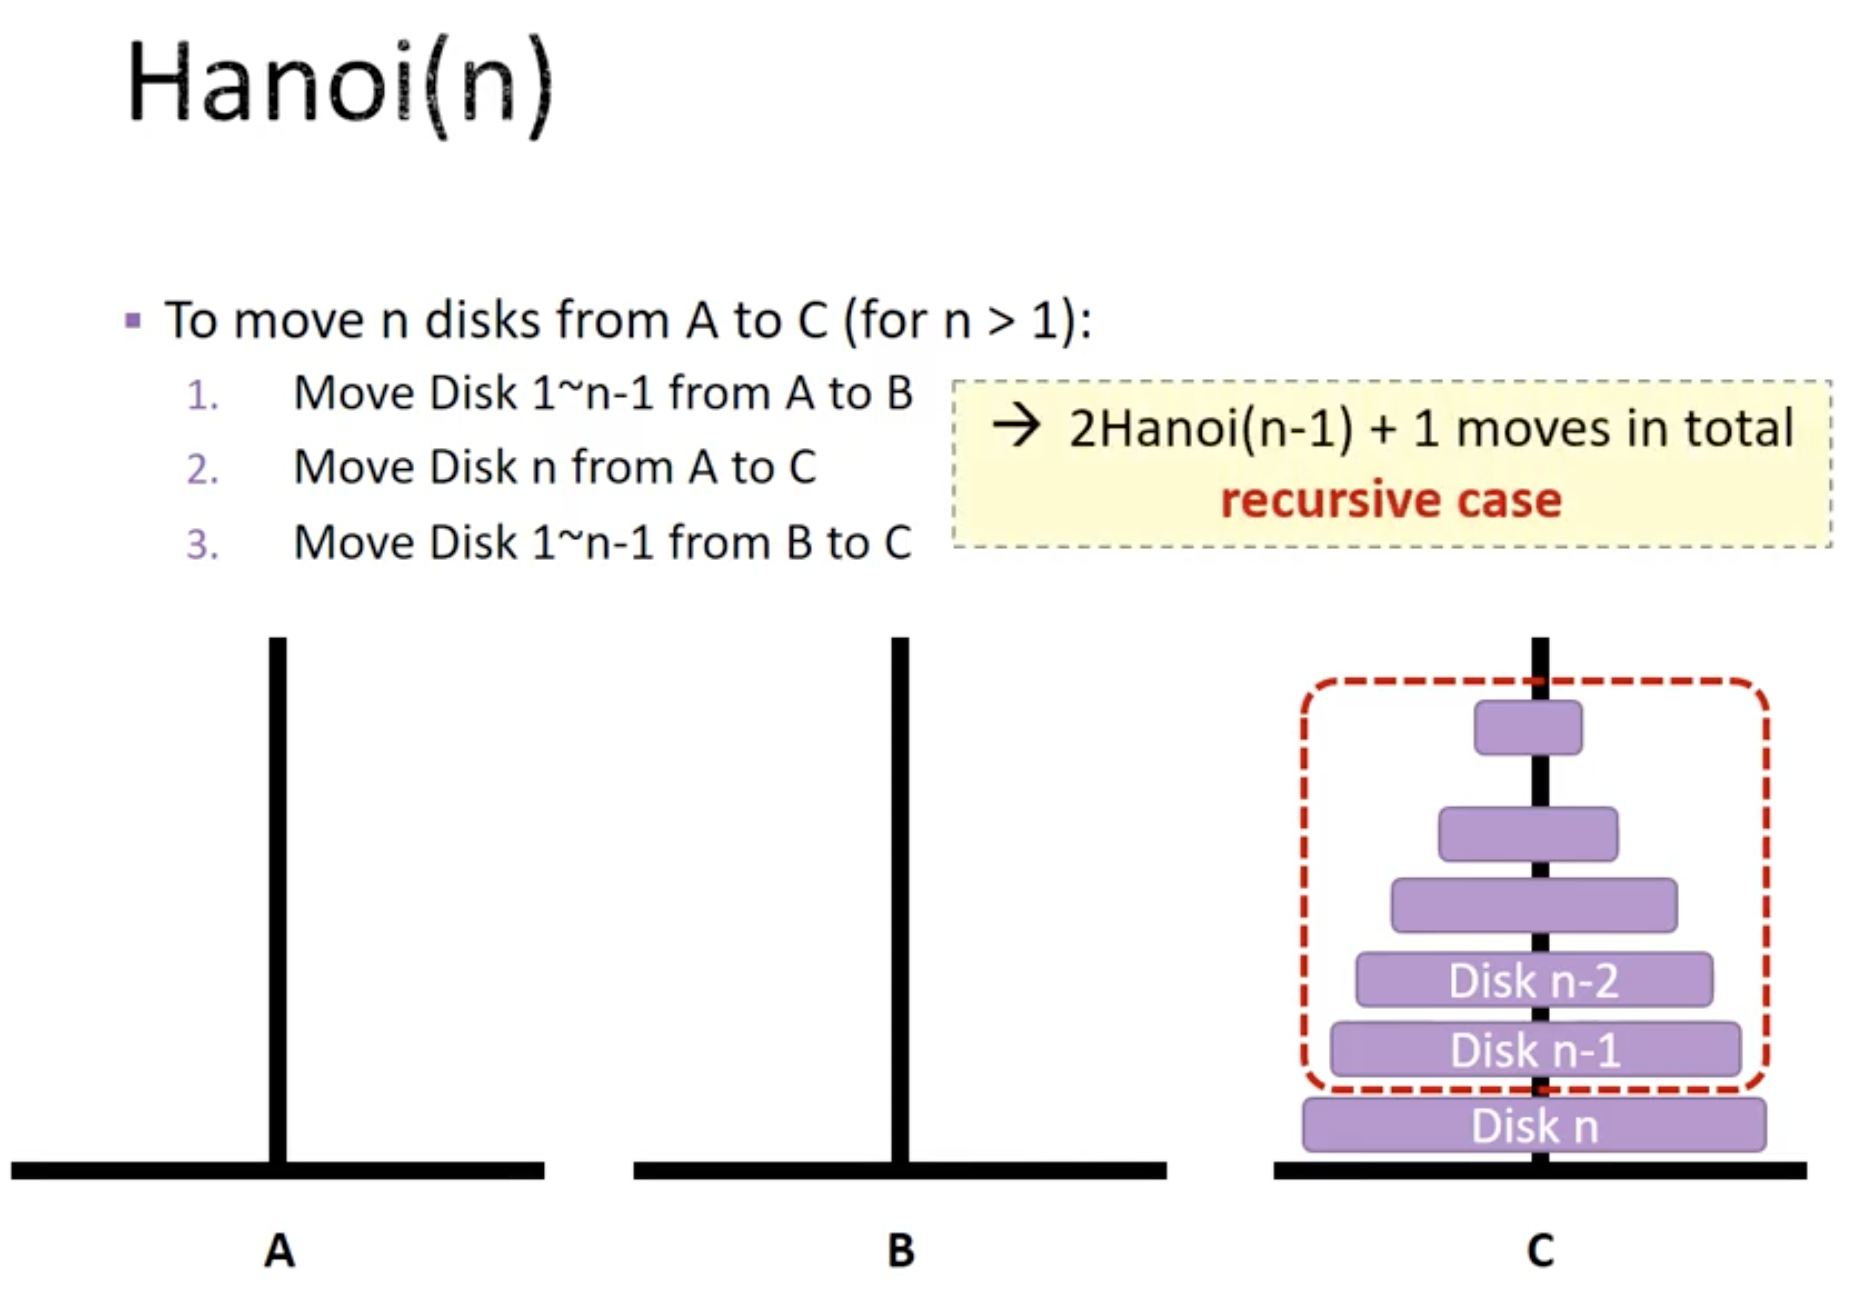 Hanoi(n)
▪ To move n disks from A to C (for n > 1):
1. Move Disk 1~n-1 from A to B
2. Move Disk n from A to C
3. Move Disk 1~n-1 from B to C
→ 2Hanoi(n-1) + 1 moves in total
recursive case
Disk n-2
Disk n-1
Disk n
A
B
C